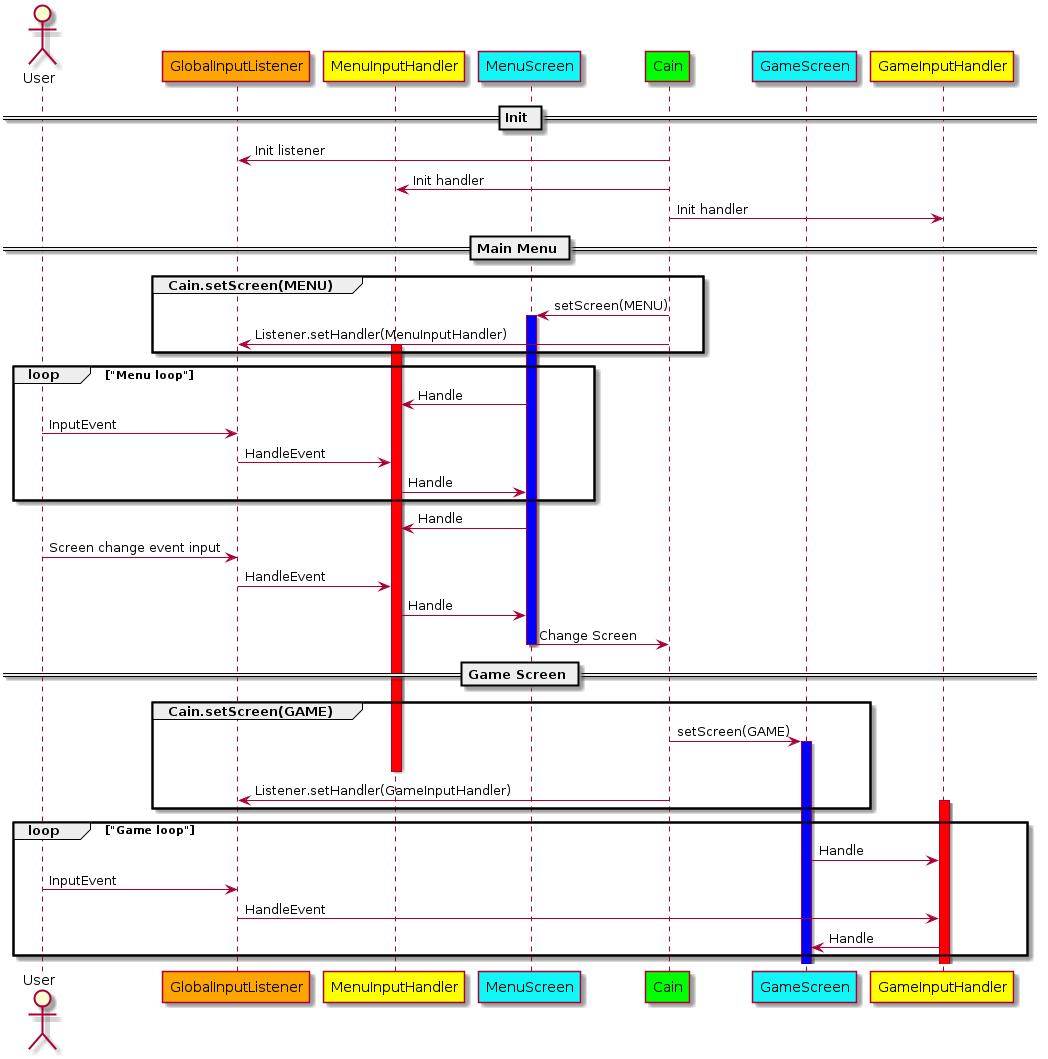 User
GlobalInputListener
MenuInputHandler
MenuScreen
Cain
GameScreen
GameInputHandler
Init
Init listener
Init handler
Init handler
Main Menu
Cain.setScreen(MENU)
setScreen(MENU)
Listener.setHandler(MenuInputHandler)
loop ["Menu loop"]
Handle
InputEvent
HandleEvent
Handle
Handle
Screen change event input
HandleEvent
Handle
Change Screen
Game Screen
Cain.setScreen(GAME)
setScreen(GAME)
Listener.setHandler(GameInputHandler)
loop ["Game loop"]
Handle
InputEvent
HandleEvent
Handle
User
GlobalInputListener
MenuInputHandler
MenuScreen
Cain
GameScreen
GameInputHandler